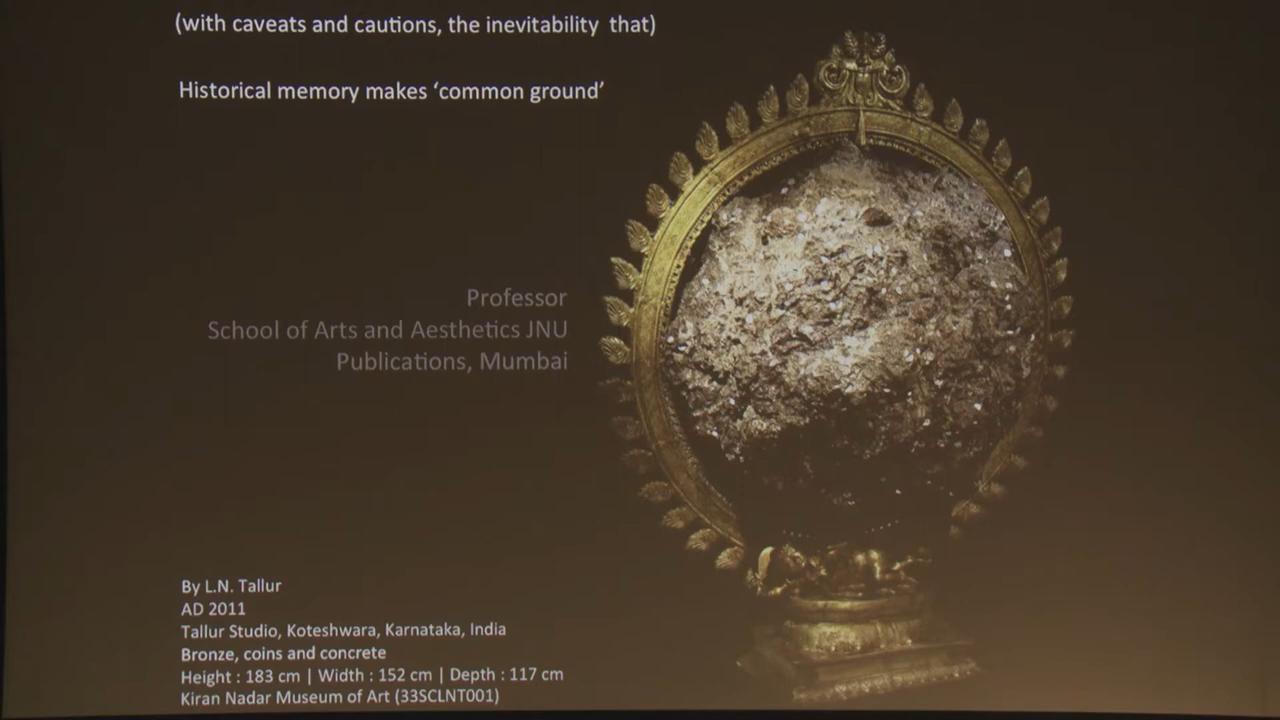 (with caveats and cautions, the inevitability that)
Historical memory makes ‘common ground’
Professor
School of Arts and Aesthetics JNU
Publications, Mumbai
By L.N. Tallur
AD 2011
Tallur Studio, Koteshwara, Karnataka, India
Bronze, coins and concrete
Height : 183 cm | Width : 152 cm | Depth : 117 cm
Kiran Nadar Museum of Art (33SCLNT001)